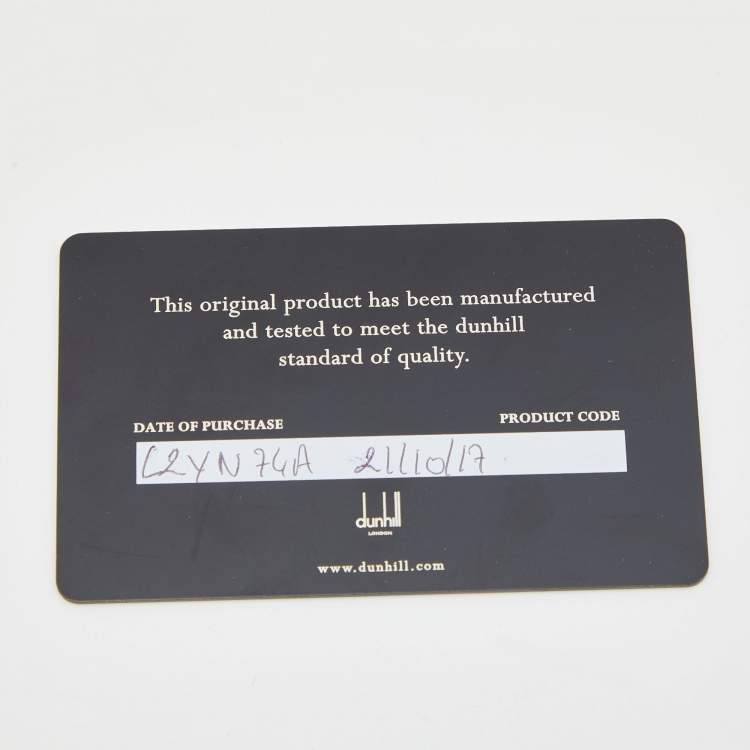 This original product has been manufactured
and tested to meet the dunhill
standard of quality.
DATE OF PURCHASE PRODUCT CODE
L2YN74A 21/10/17
dunhill
LONDON
www.dunhill.com